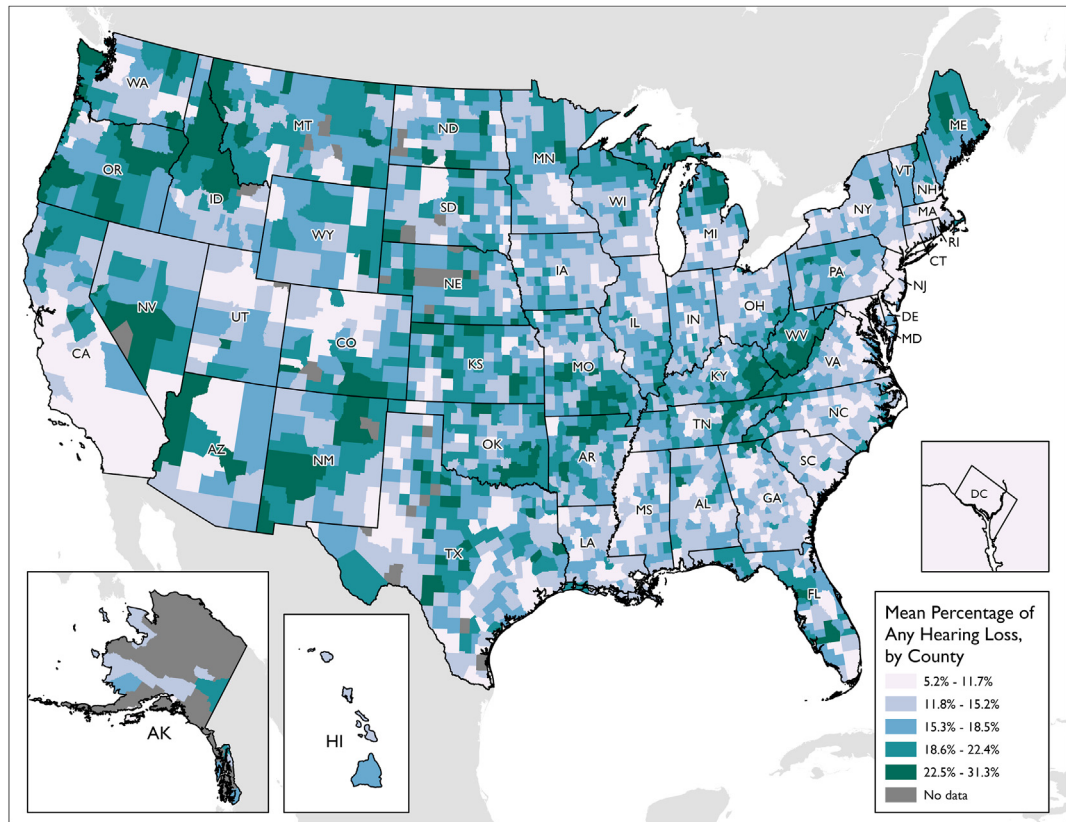 WA
MT
ND
MN
ME
OR
ID
SD
WI
VT
NH
NY
MA
WY
MI
RI
CT
IA
NE
PA
NJ
NV
UT
IL
IN
OH
DE
MD
CA
CO
WV
VA
KS
MO
KY
NC
TN
AZ
NM
OK
AR
SC
DC
MS
AL
GA
TX
LA
FL
AK
HI
Mean Percentage of
Any Hearing Loss,
by County
5.2% - 11.7%
11.8% - 15.2%
15.3% - 18.5%
18.6% - 22.4%
22.5% - 31.3%
No data